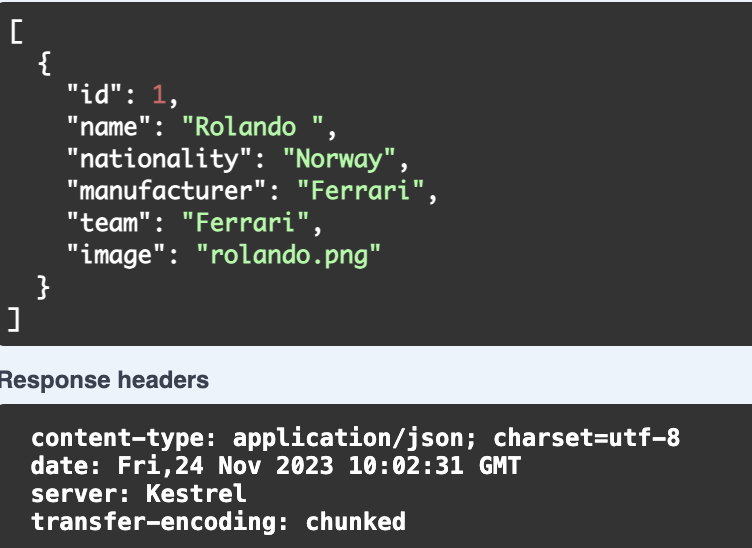 [
  {
    "id": 1,
    "name": "Rolando ",
    "nationality": "Norway",
    "manufacturer": "Ferrari",
    "team": "Ferrari",
    "image": "rolando.png"
  }
]
Response headers
content-type: application/json; charset=utf-8
date: Fri,24 Nov 2023 10:02:31 GMT
server: Kestrel
transfer-encoding: chunked